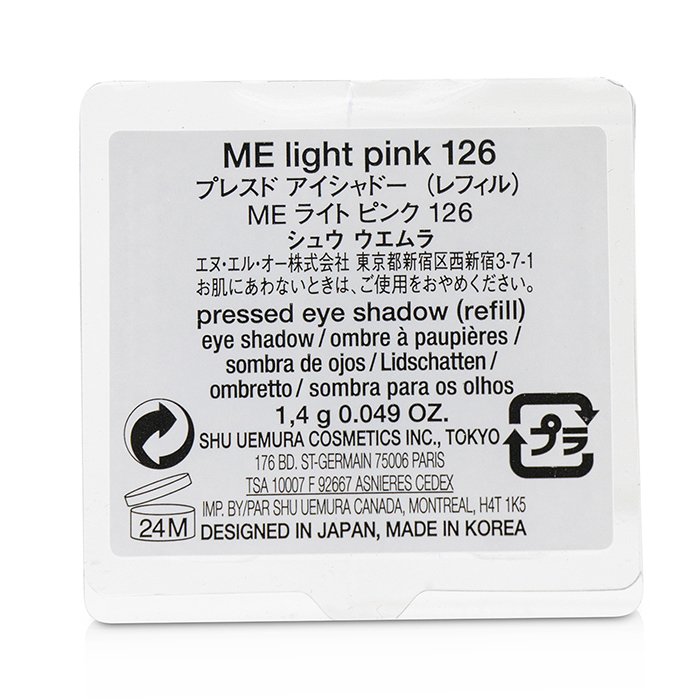 ME light pink 126
プレスド アイシャドー （レフィル）
ME ライト ピンク 126
シュウ ウエムラ
エヌ・エル・オー株式会社 東京都新宿区西新宿3-7-1
お肌にあわないときは、ご使用をおやめください。
pressed eye shadow (refill)
eye shadow / ombre à paupières /
sombra de ojos / Lidschatten /
ombretto / sombra para os olhos
1,4 g 0.049 OZ.
SHU UEMURA COSMETICS INC., TOKYO
プラ
176 BD. ST-GERMAIN 75006 PARIS
TSA 10007 F 92667 ASNIERES CEDEX
IMP. BY/PAR SHU UEMURA CANADA, MONTREAL, H4T 1K5
24M
DESIGNED IN JAPAN, MADE IN KOREA